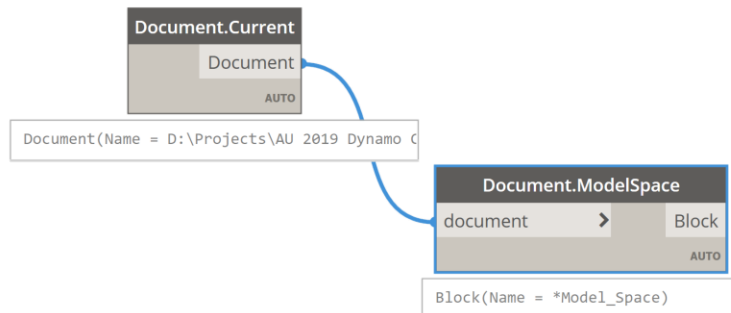 Document.Current
Document
AUTO
Document(Name = D:\Projects\AU 2019 Dynamo
Document.ModelSpace
document > Block
AUTO
Block(Name = *Model_Space)